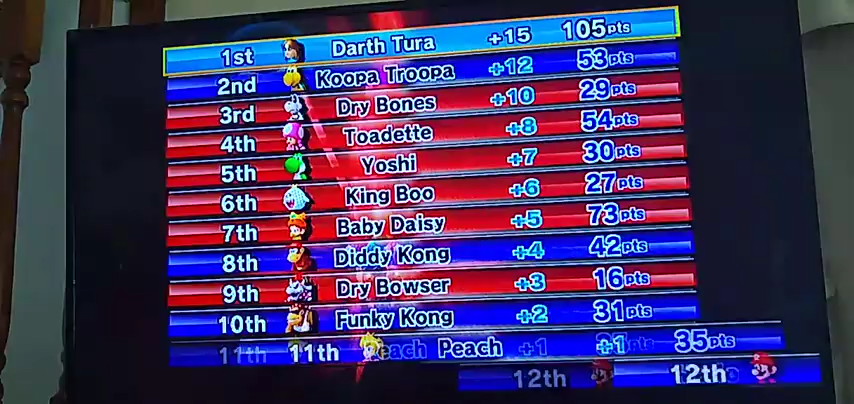 1st Darth Tura +15 105pts
2nd Koopa Troopa +12 53pts
3rd Dry Bones +10 29pts
4th Toadette +8 54pts
5th Yoshi +7 30pts
6th King Boo +6 27pts
7th Baby Daisy +5 73pts
8th Diddy Kong +4 42pts
9th Dry Bowser +3 16pts
10th Funky Kong +2 31pts
11th 11th Peach +1 +1 35pts
12th 12th